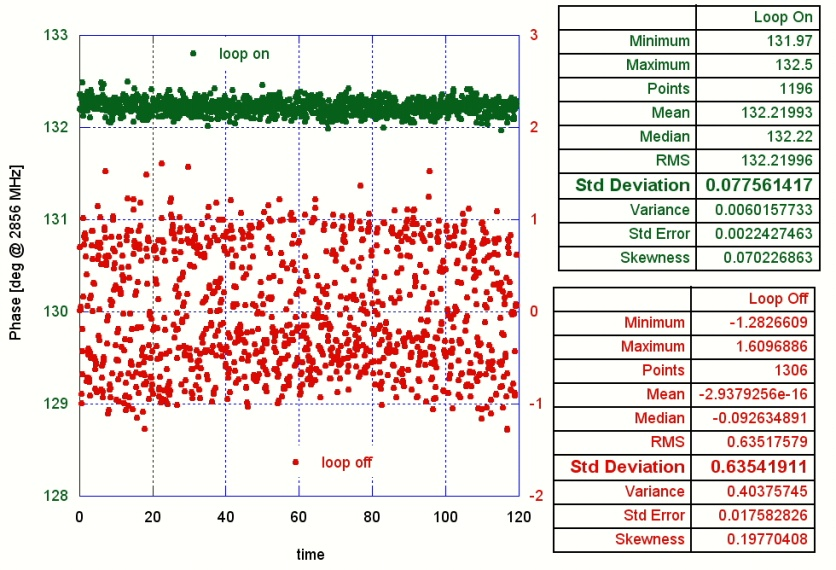 133
132
131
130
129
128
Phase [deg @ 2856 MHz]
loop on
loop off
3
2
1
0
-1
-2
0 20 40 60 80 100 120
time
Loop On
Minimum 131.97
Maximum 132.5
Points 1196
Mean 132.21993
Median 132.22
RMS 132.21996
Std Deviation 0.077561417
Variance 0.0060157733
Std Error 0.0022427463
Skewness 0.070226863
Loop Off
Minimum -1.2826609
Maximum 1.6096886
Points 1306
Mean -2.9379256e-16
Median -0.092634891
RMS 0.63517579
Std Deviation 0.63541911
Variance 0.40375745
Std Error 0.017582826
Skewness 0.19770408